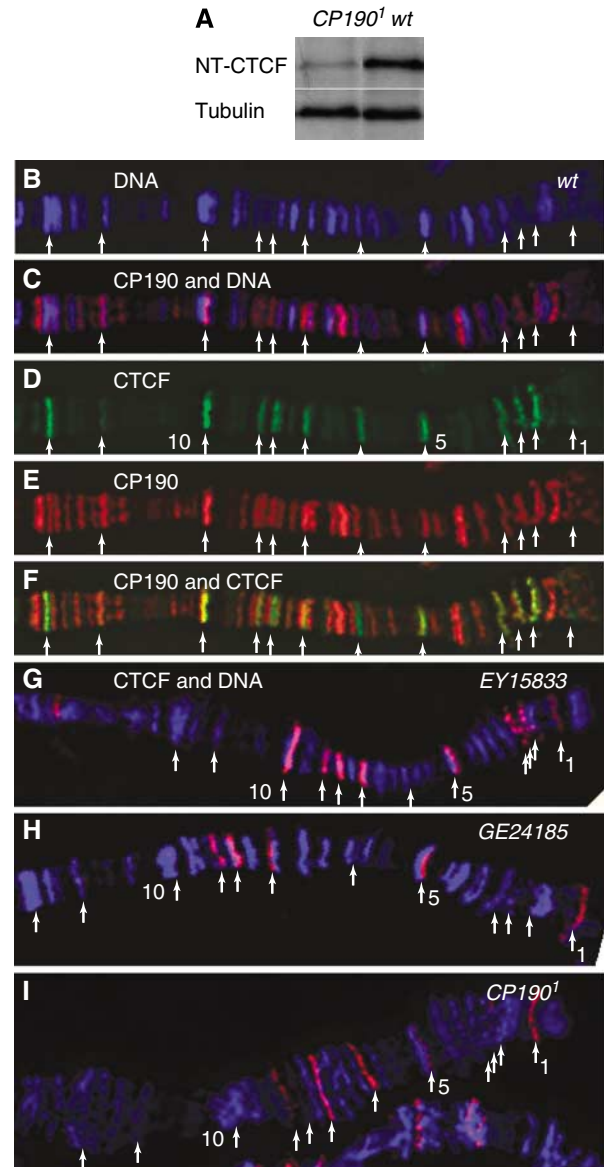 A
CP190¹ wt
NT-CTCF
Tubulin
B DNA wt
C CP190 and DNA
D CTCF
10 5 1
E CP190
F CP190 and CTCF
G CTCF and DNA EY15833
10 5 1
H GE24185
10 5 1
I CP190¹
10 5 1